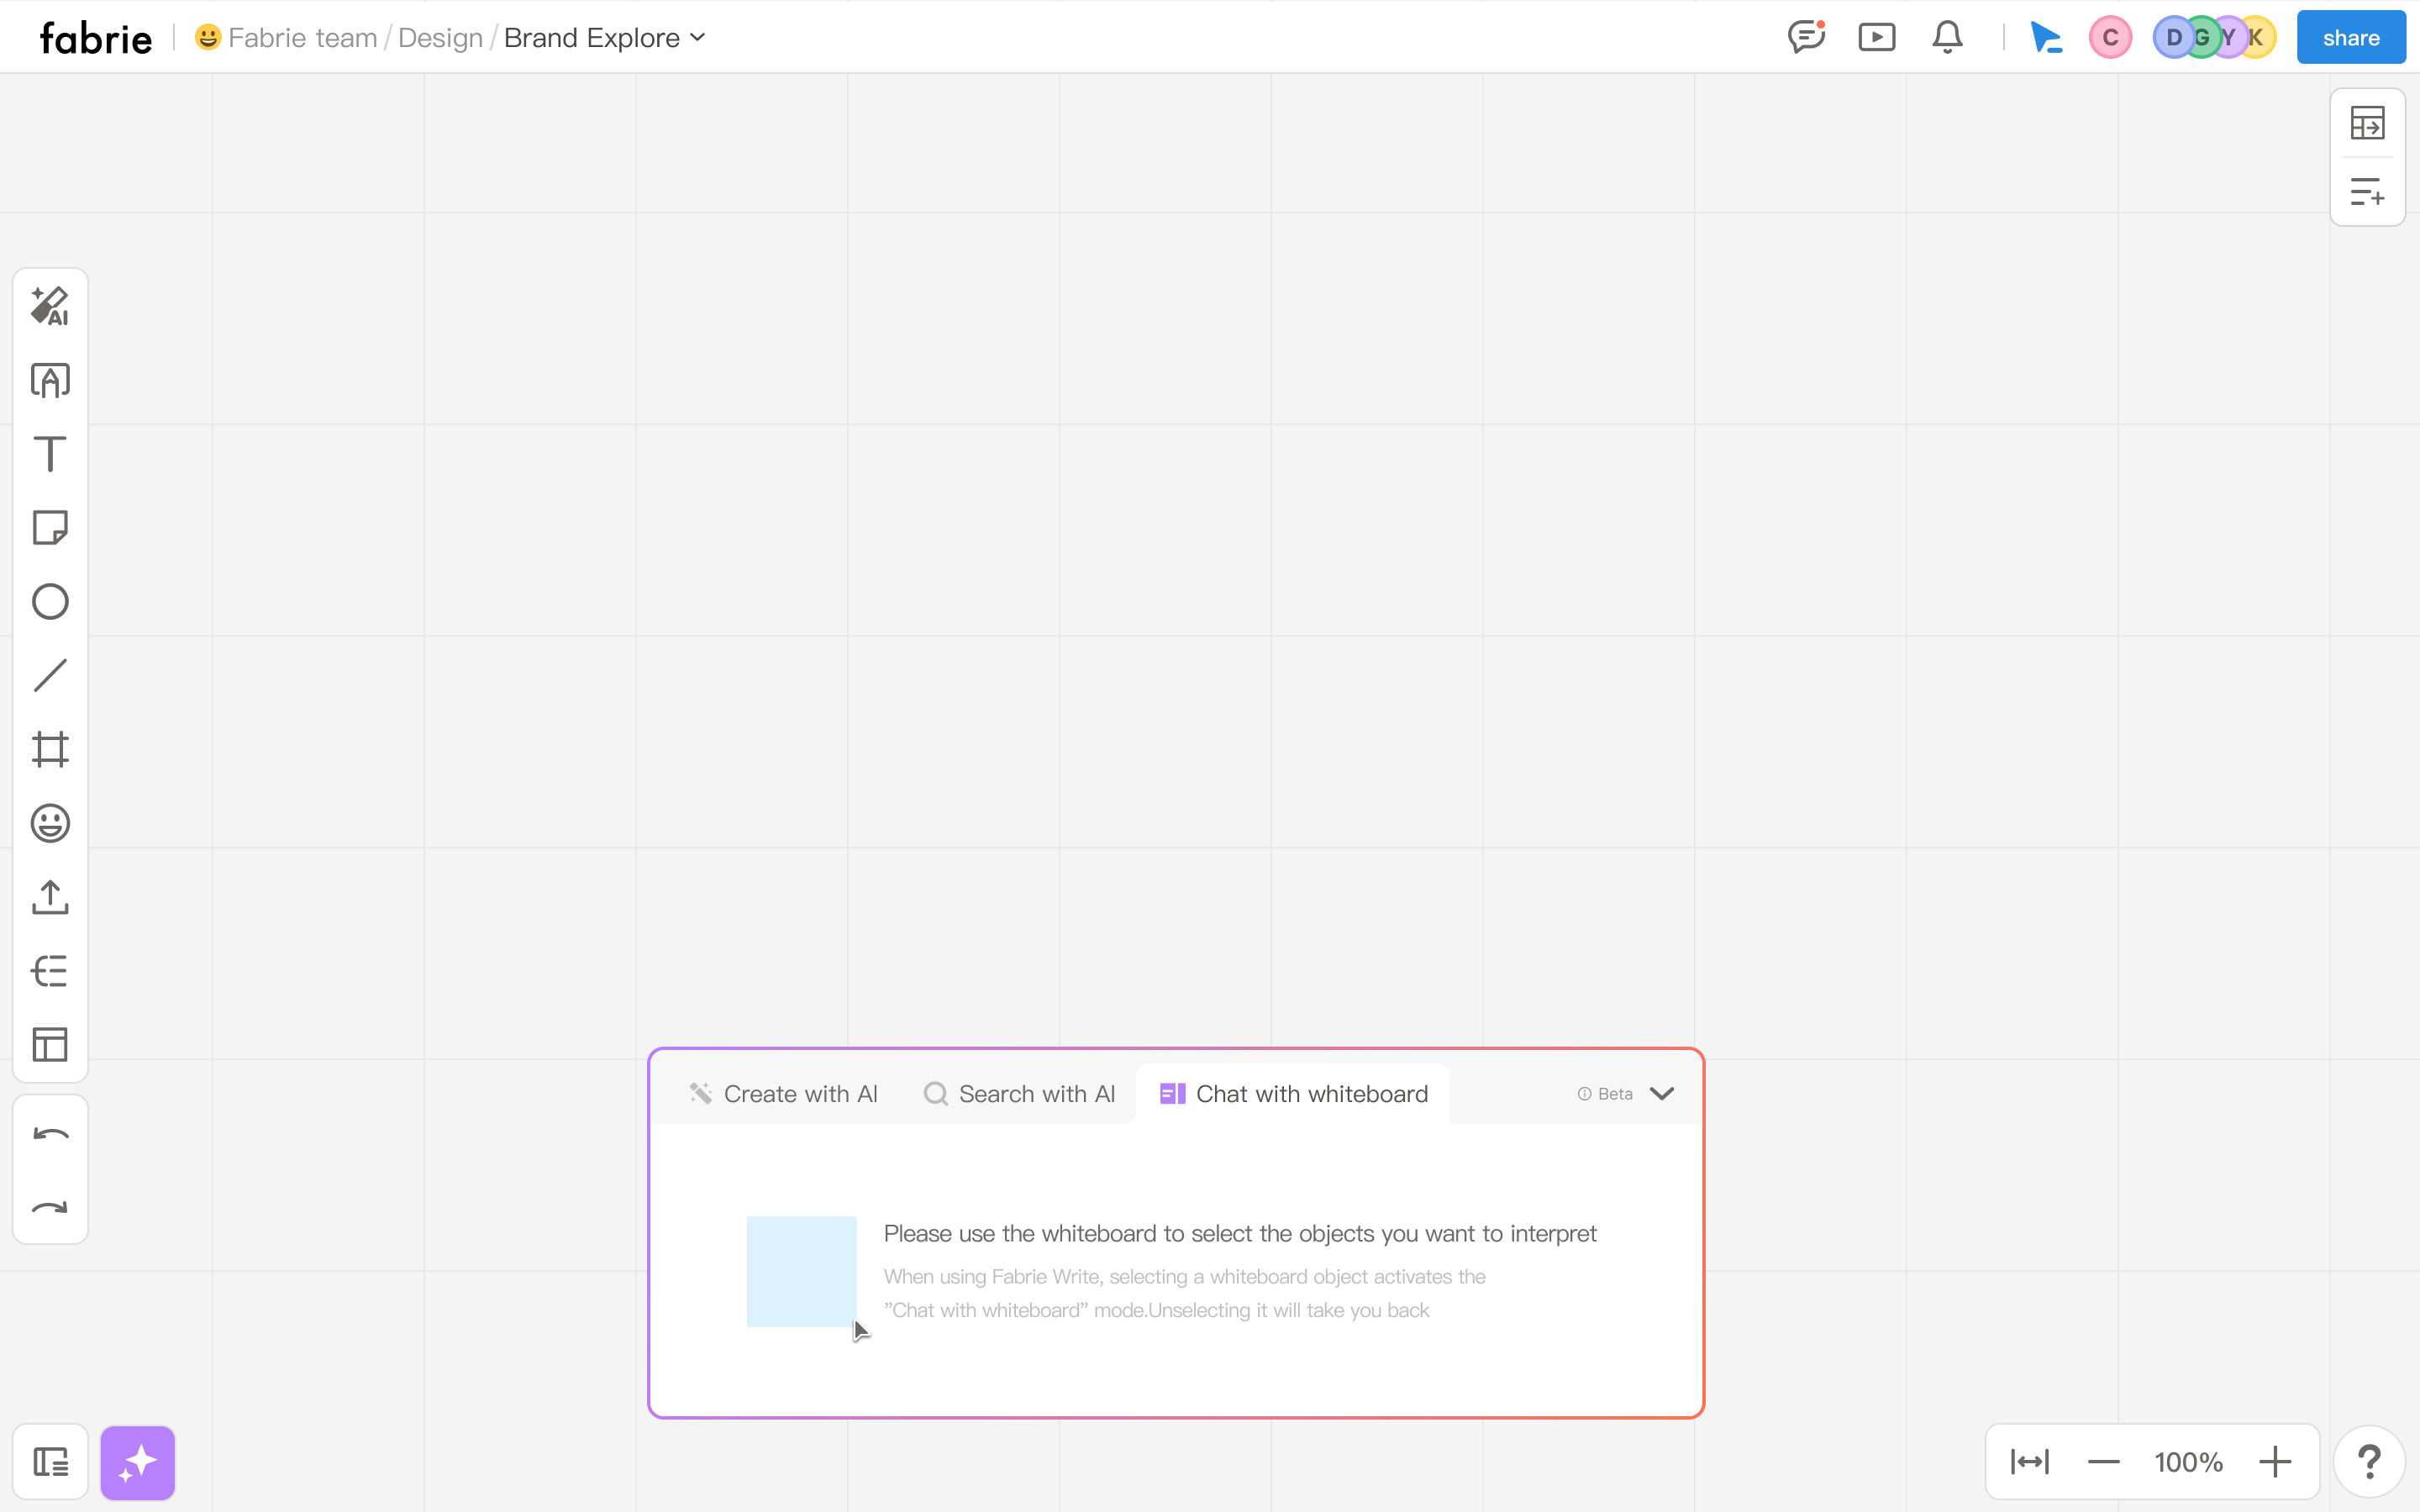 fabrie
Fabrie team / Design / Brand Explore
C
D G Y K
share
AI
Create with AI
Search with AI
Chat with whiteboard
Beta
Please use the whiteboard to select the objects you want to interpret
When using Fabrie Write, selecting a whiteboard object activates the
”Chat with whiteboard” mode.Unselecting it will take you back
100%